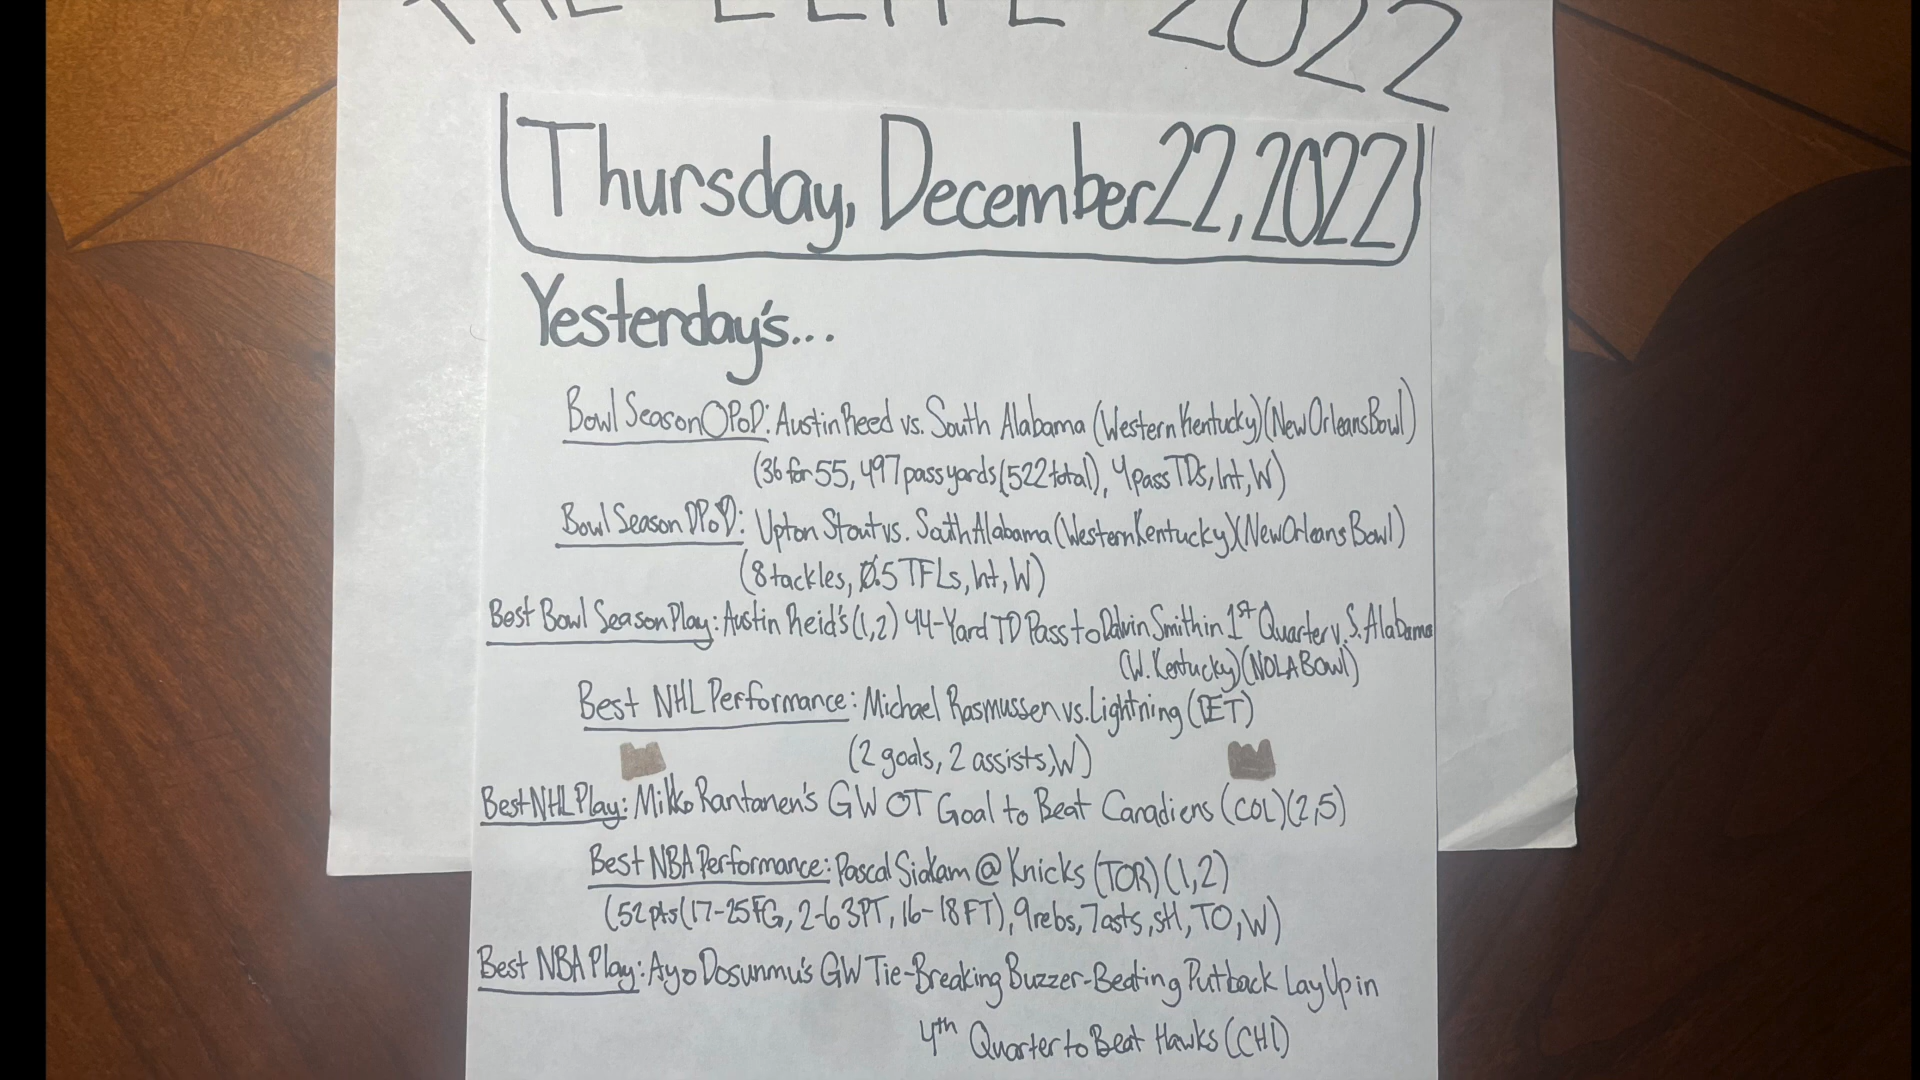 THE ELITE 2022
Thursday, December 22, 2022
Yesterday's...
Bowl Season OPoD: Austin Reed vs. South Alabama (Western Kentucky)(New Orleans Bowl)
(36 for 55, 497 pass yards (522 total), 4 pass TDs, Int, W)
Bowl Season DPoD: Upton Stout vs. South Alabama (Western Kentucky)(New Orleans Bowl)
(8 tackles, 0.5 TFLs, Int, W)
Best Bowl Season Play: Austin Reid's (1,2) 44-Yard TD Pass to Dalvin Smith in 1st Quarter v. S. Alabama
(W. Kentucky)(NOLA Bowl)
Best NHL Performance: Michael Rasmussen vs. Lightning (DET)
(2 goals, 2 assists, W)
Best NHL Play: Mikko Rantanen's GW OT Goal to Beat Canadiens (COL)(2,5)
Best NBA Performance: Pascal Siakam @ Knicks (TOR)(1,2)
(52 pts (17-25 FG, 2-6 3PT, 16-18 FT), 9 rebs, 7 asts, stl, TO, W)
Best NBA Play: Ayo Dosunmu's GW Tie-Breaking Buzzer-Beating Putback Lay Up in
4th Quarter to Beat Hawks (CHI)